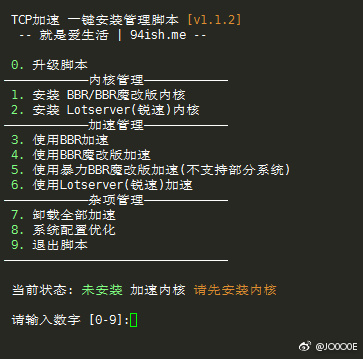 TCP加速 一键安装管理脚本 [v1.1.2]
-- 就是爱生活 | 94ish.me --
0. 升级脚本
内核管理
1. 安装 BBR/BBR魔改版内核
2. 安装 Lotserver(锐速)内核
加速管理
3. 使用BBR加速
4. 使用BBR魔改版加速
5. 使用暴力BBR魔改版加速(不支持部分系统)
6. 使用Lotserver(锐速)加速
杂项管理
7. 卸载全部加速
8. 系统配置优化
9. 退出脚本
当前状态: 未安装 加速内核 请先安装内核
请输入数字 [0-9]:
@JOOOOE